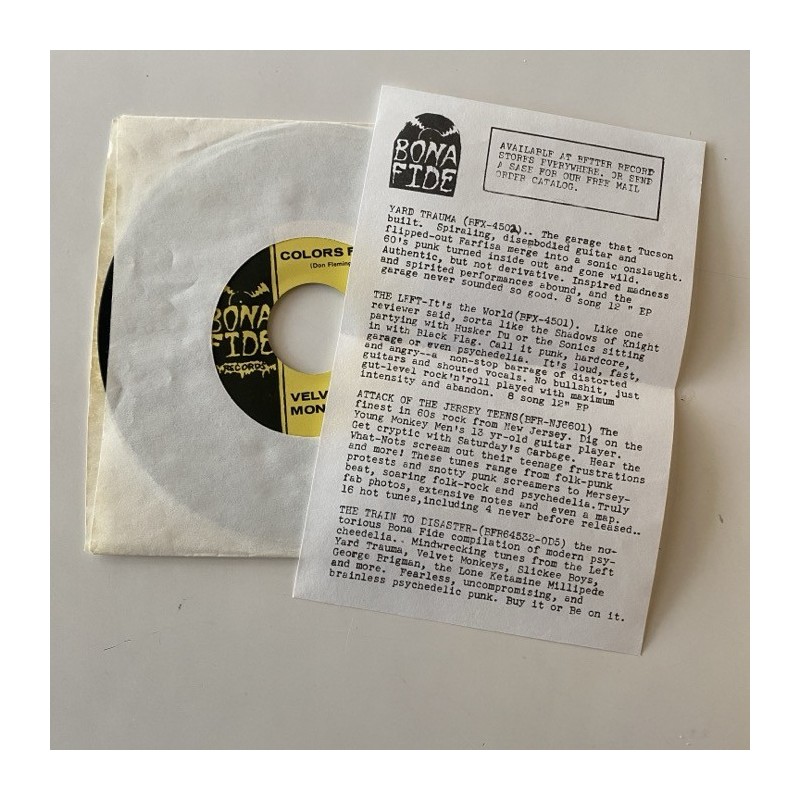 COLORS
(Don Fleming
BONA
FIDE
RECORDS
VELV
MON
BONA
FIDE
AVAILABLE AT BETTER RECORD
STORES EVERYWHERE. OR SEND
A SASE FOR OUR FREE MAIL
ORDER CATALOG.
YARD TRAUMA (BFX-4502).. The garage that Tucson
built. Spiraling, disembodied guitar and
flipped-out Farfisa merge into a sonic onslaught.
60's punk turned inside out and gone wild.
Authentic, but not derivative. Inspired madness
and spirited performances abound, and the
garage never sounded so good. 8 song 12 " EP
THE LEFT-It's the World(BFX-4501). Like one
reviewer said, sorta like the Shadows of Knight
partying with Husker Du or the Sonics sitting
in with Black Flag. Call it punk, hardcore,
garage or even psychedelia. It's loud, fast,
and angry--a non-stop barrage of distorted
guitars and shouted vocals. No bullshit, just
gut-level rock'n'roll played with maximum
intensity and abandon. 8 song 12" EP
ATTACK OF THE JERSEY TEENS(BFR-NJ6601) The
finest in 60s rock from New Jersey. Dig on the
Young Monkey Men's 13 yr-old guitar player.
Get cryptic with Saturday's Garbage. Hear the
What-Nots scream out their teenage frustrations
and more! These tunes range from folk-punk
protests and snotty punk screamers to Mersey-
beat, soaring folk-rock and psychedelia.Truly
fab photos, extensive notes and even a map.
16 hot tunes,including 4 never before released..
THE TRAIN TO DISASTER-(BFR64532-0D5) the no-
torious Bona Fide compilation of modern psy-
cheedelia.. Mindwrecking tunes from the Left
Yard Trauma, Velvet Monkeys, Slickee Boys,
George Brigman, the Lone Ketamine Millipede
and more. Fearless, uncompromising, and
brainless psychedelic punk. Buy it or Be on it.